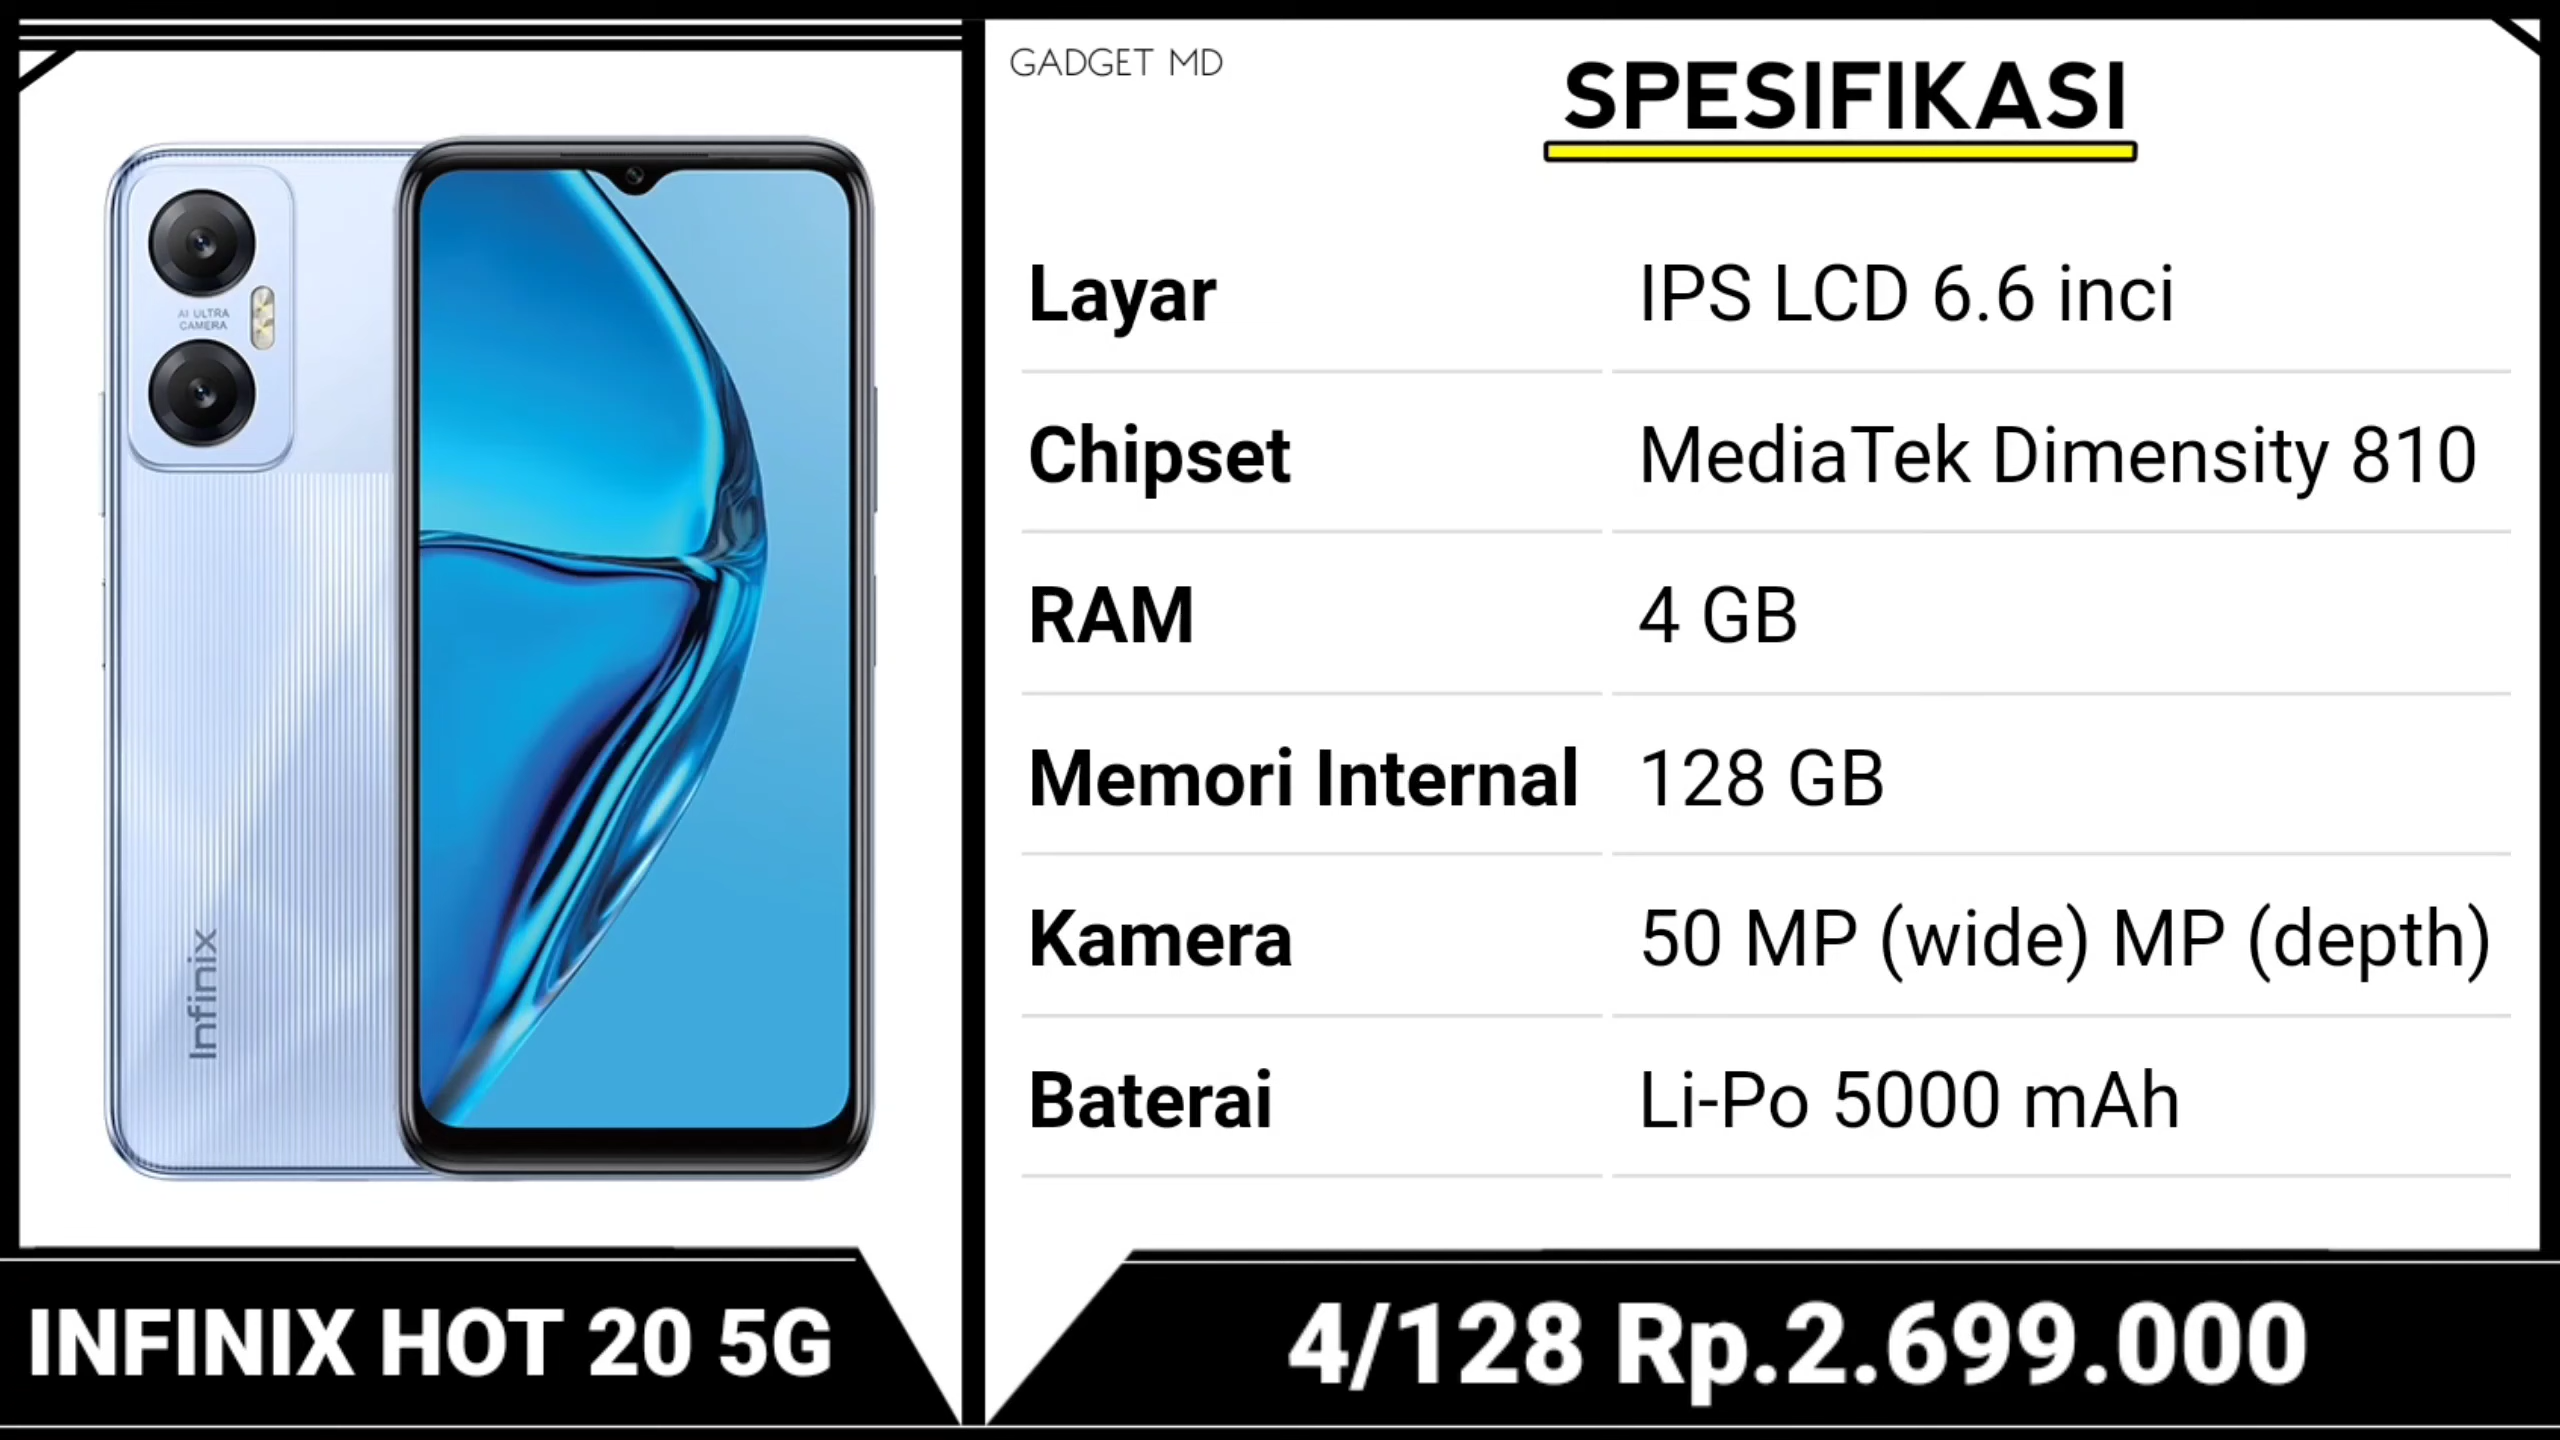 GADGET MD
SPESIFIKASI
AI ULTRA
CAMERA
Infinix
Layar IPS LCD 6.6 inci
Chipset MediaTek Dimensity 810
RAM 4 GB
Memori Internal 128 GB
Kamera 50 MP (wide) MP (depth)
Baterai Li-Po 5000 mAh
INFINIX HOT 20 5G
4/128 Rp.2.699.000